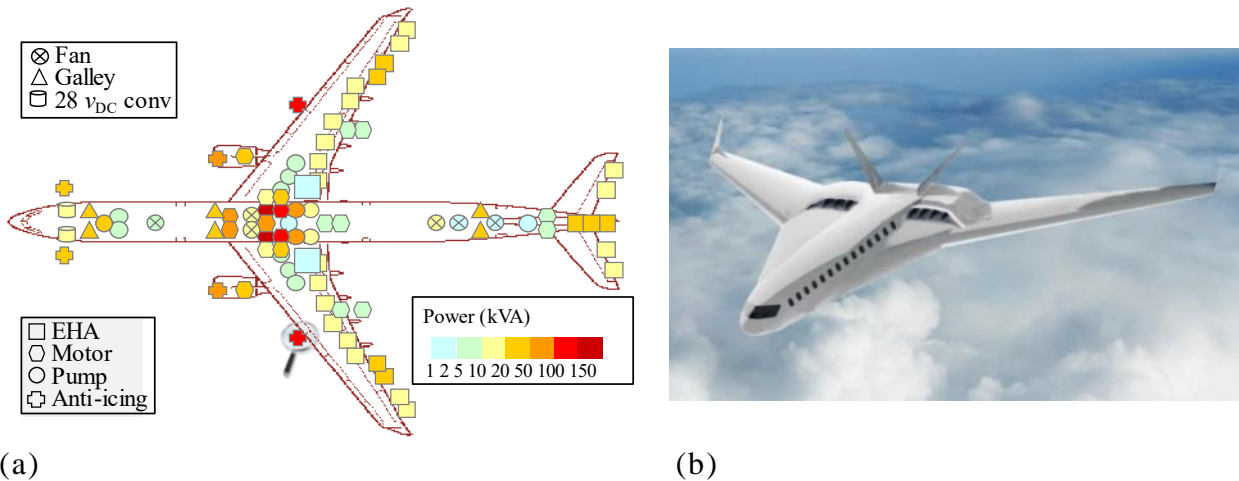 Fan
Galley
28 vDC conv
EHA
Motor
Pump
Anti-icing
Power (kVA)
1 2 5 10 20 50 100 150
(a)
(b)